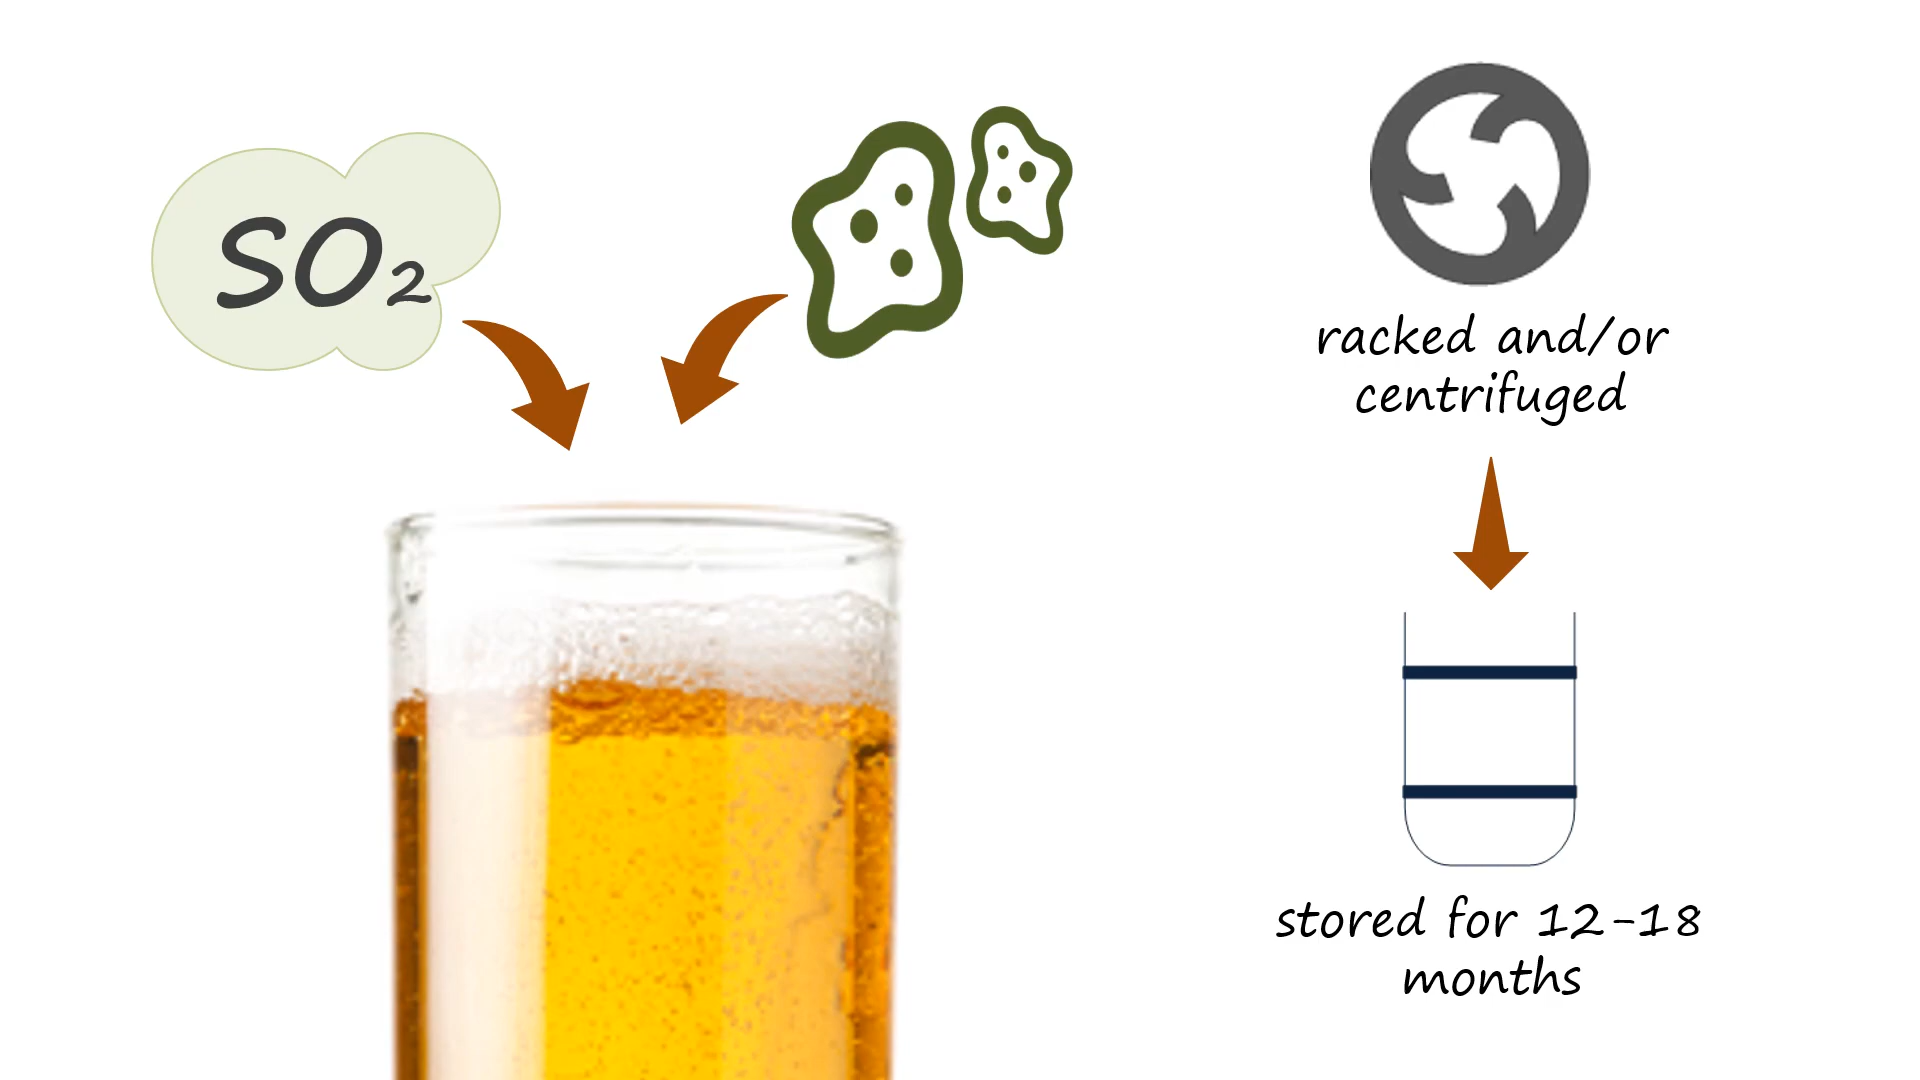 SO₂
racked and/or
centrifuged
stored for 12-18
months